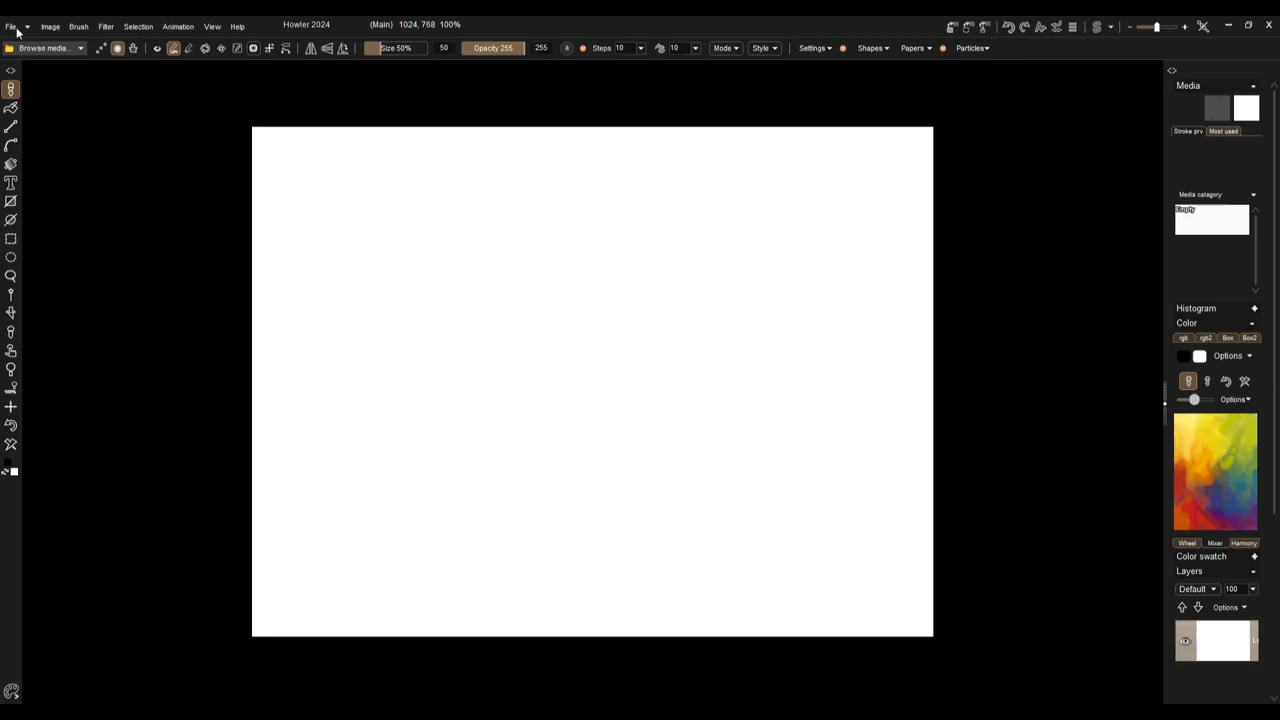 File Image Brush Filter Selection Animation View Help Howler 2024 (Main) 1024, 768 100%
Browse media... Size 50% 50 Opacity 255 255 Steps 10 10 Mode Style Settings Shapes Papers Particles
Media
Stroke prv Most used
Media catagory
Empty
Histogram
Color
rgb rgb2 Box Box2
Options
Options
100%
Wheel Mixer Harmony
Color swatch
Layers
Default 100
Options